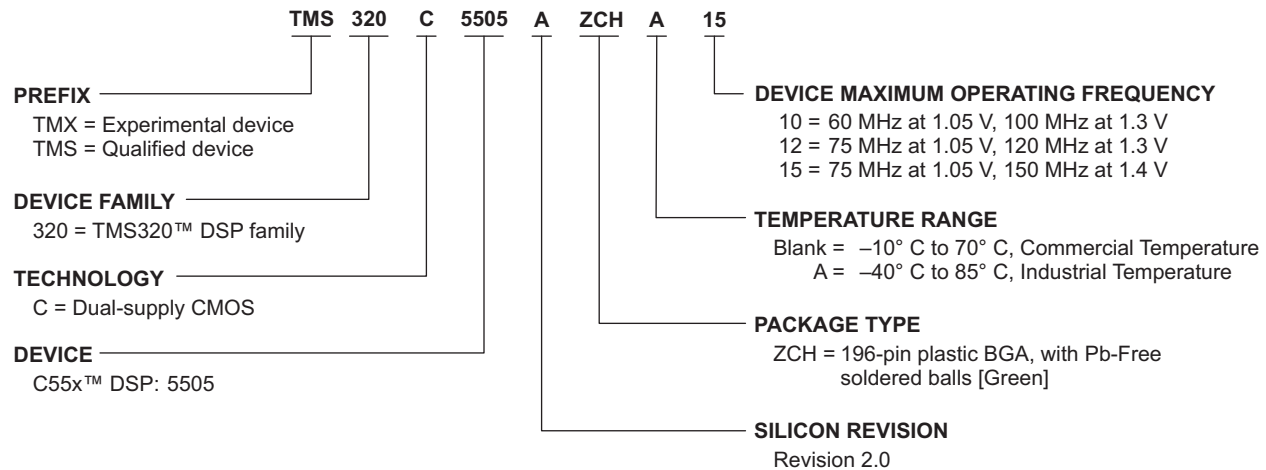 TMS 320 C 5505 A ZCH A 15
PREFIX
TMX = Experimental device
TMS = Qualified device
DEVICE FAMILY
320 = TMS320™ DSP family
TECHNOLOGY
C = Dual-supply CMOS
DEVICE
C55x™ DSP: 5505
DEVICE MAXIMUM OPERATING FREQUENCY
10 = 60 MHz at 1.05 V, 100 MHz at 1.3 V
12 = 75 MHz at 1.05 V, 120 MHz at 1.3 V
15 = 75 MHz at 1.05 V, 150 MHz at 1.4 V
TEMPERATURE RANGE
Blank = –10° C to 70° C, Commercial Temperature
A = –40° C to 85° C, Industrial Temperature
PACKAGE TYPE
ZCH = 196-pin plastic BGA, with Pb-Free
soldered balls [Green]
SILICON REVISION
Revision 2.0